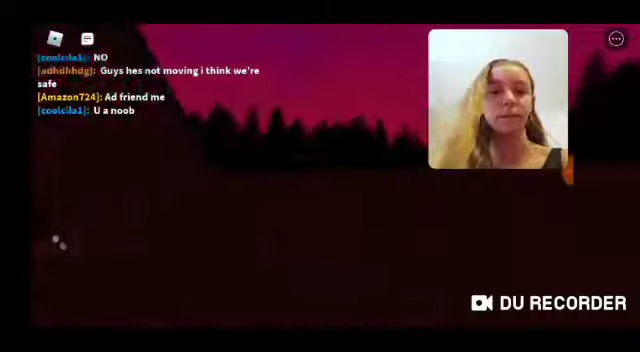 [coolcila1]: NO
[adhdhhdg]: Guys hes not moving i think we're
safe
[Amazon724]: Ad friend me
[coolcila1]: U a noob
DU RECORDER